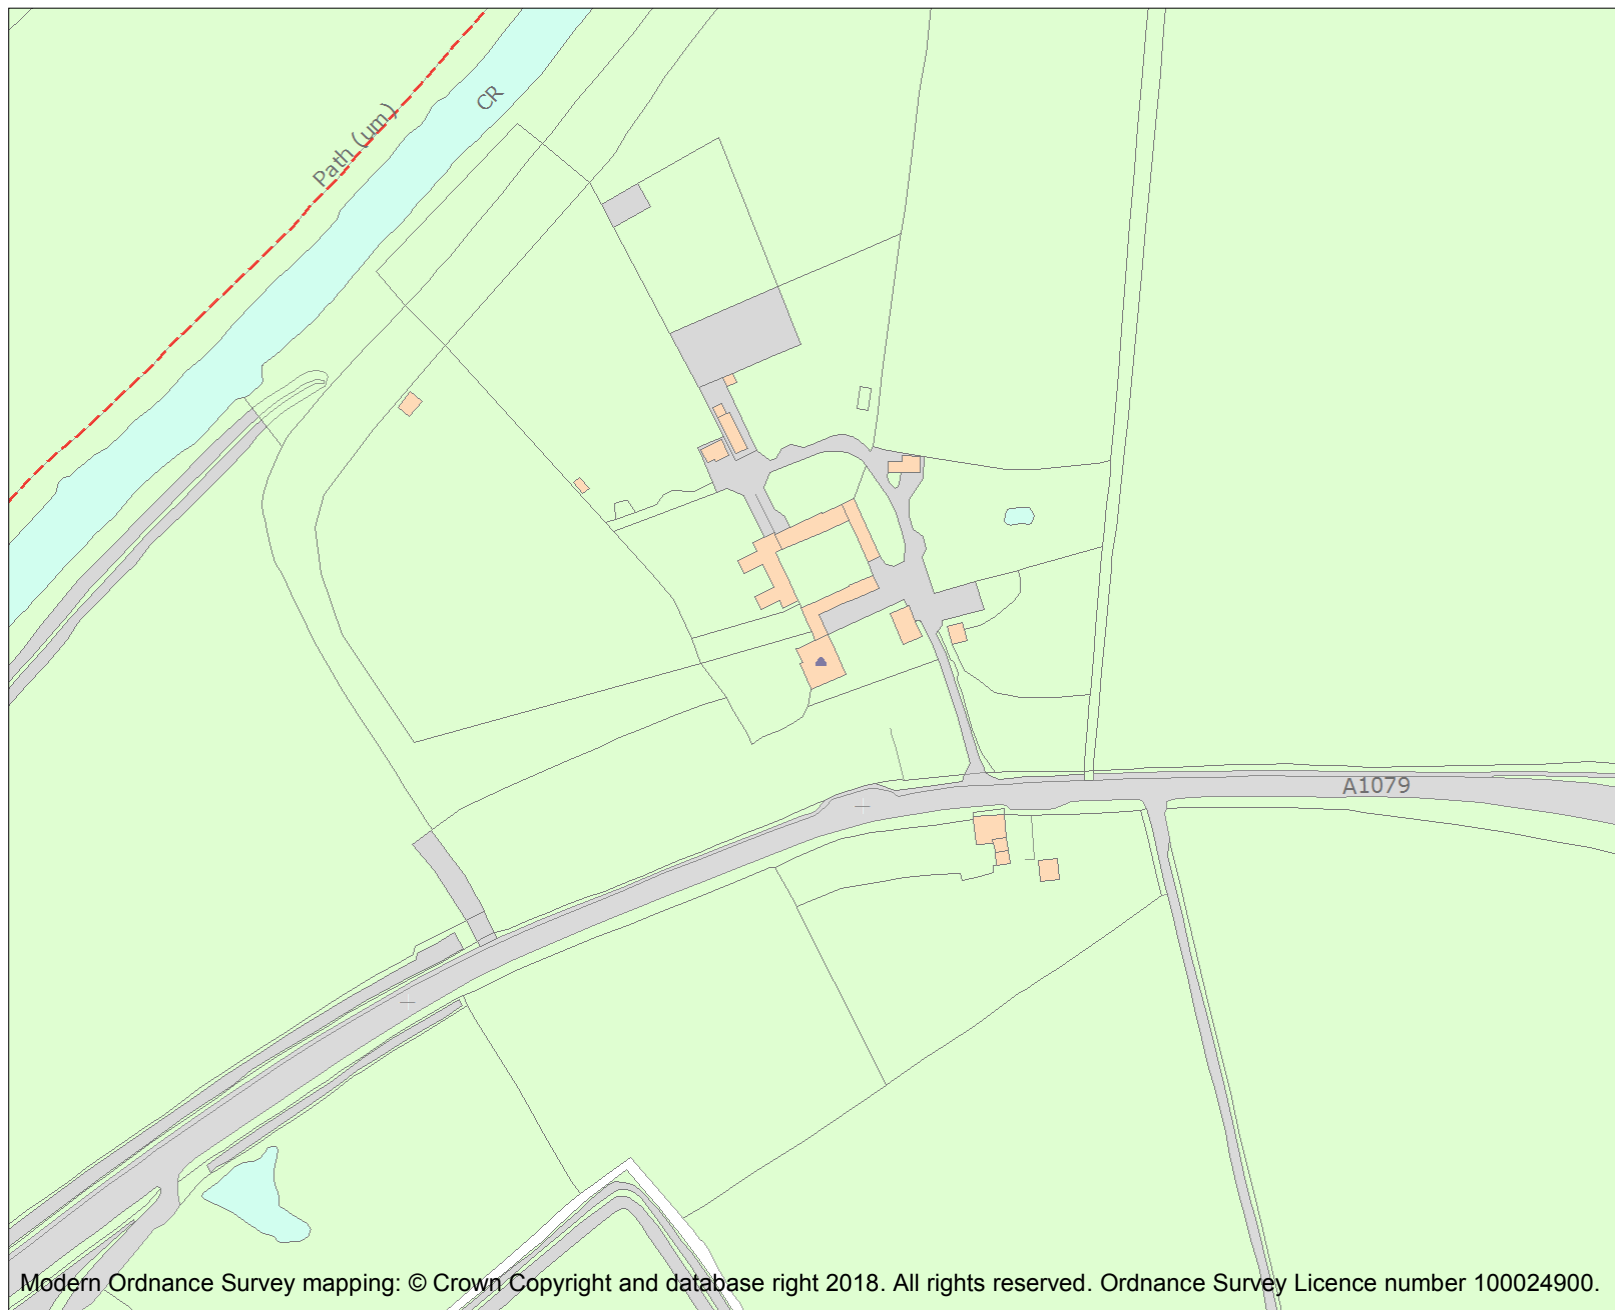 CR
Path (um)
A1079
Modern Ordnance Survey mapping: © Crown Copyright and database right 2018. All rights reserved. Ordnance Survey Licence number 100024900.